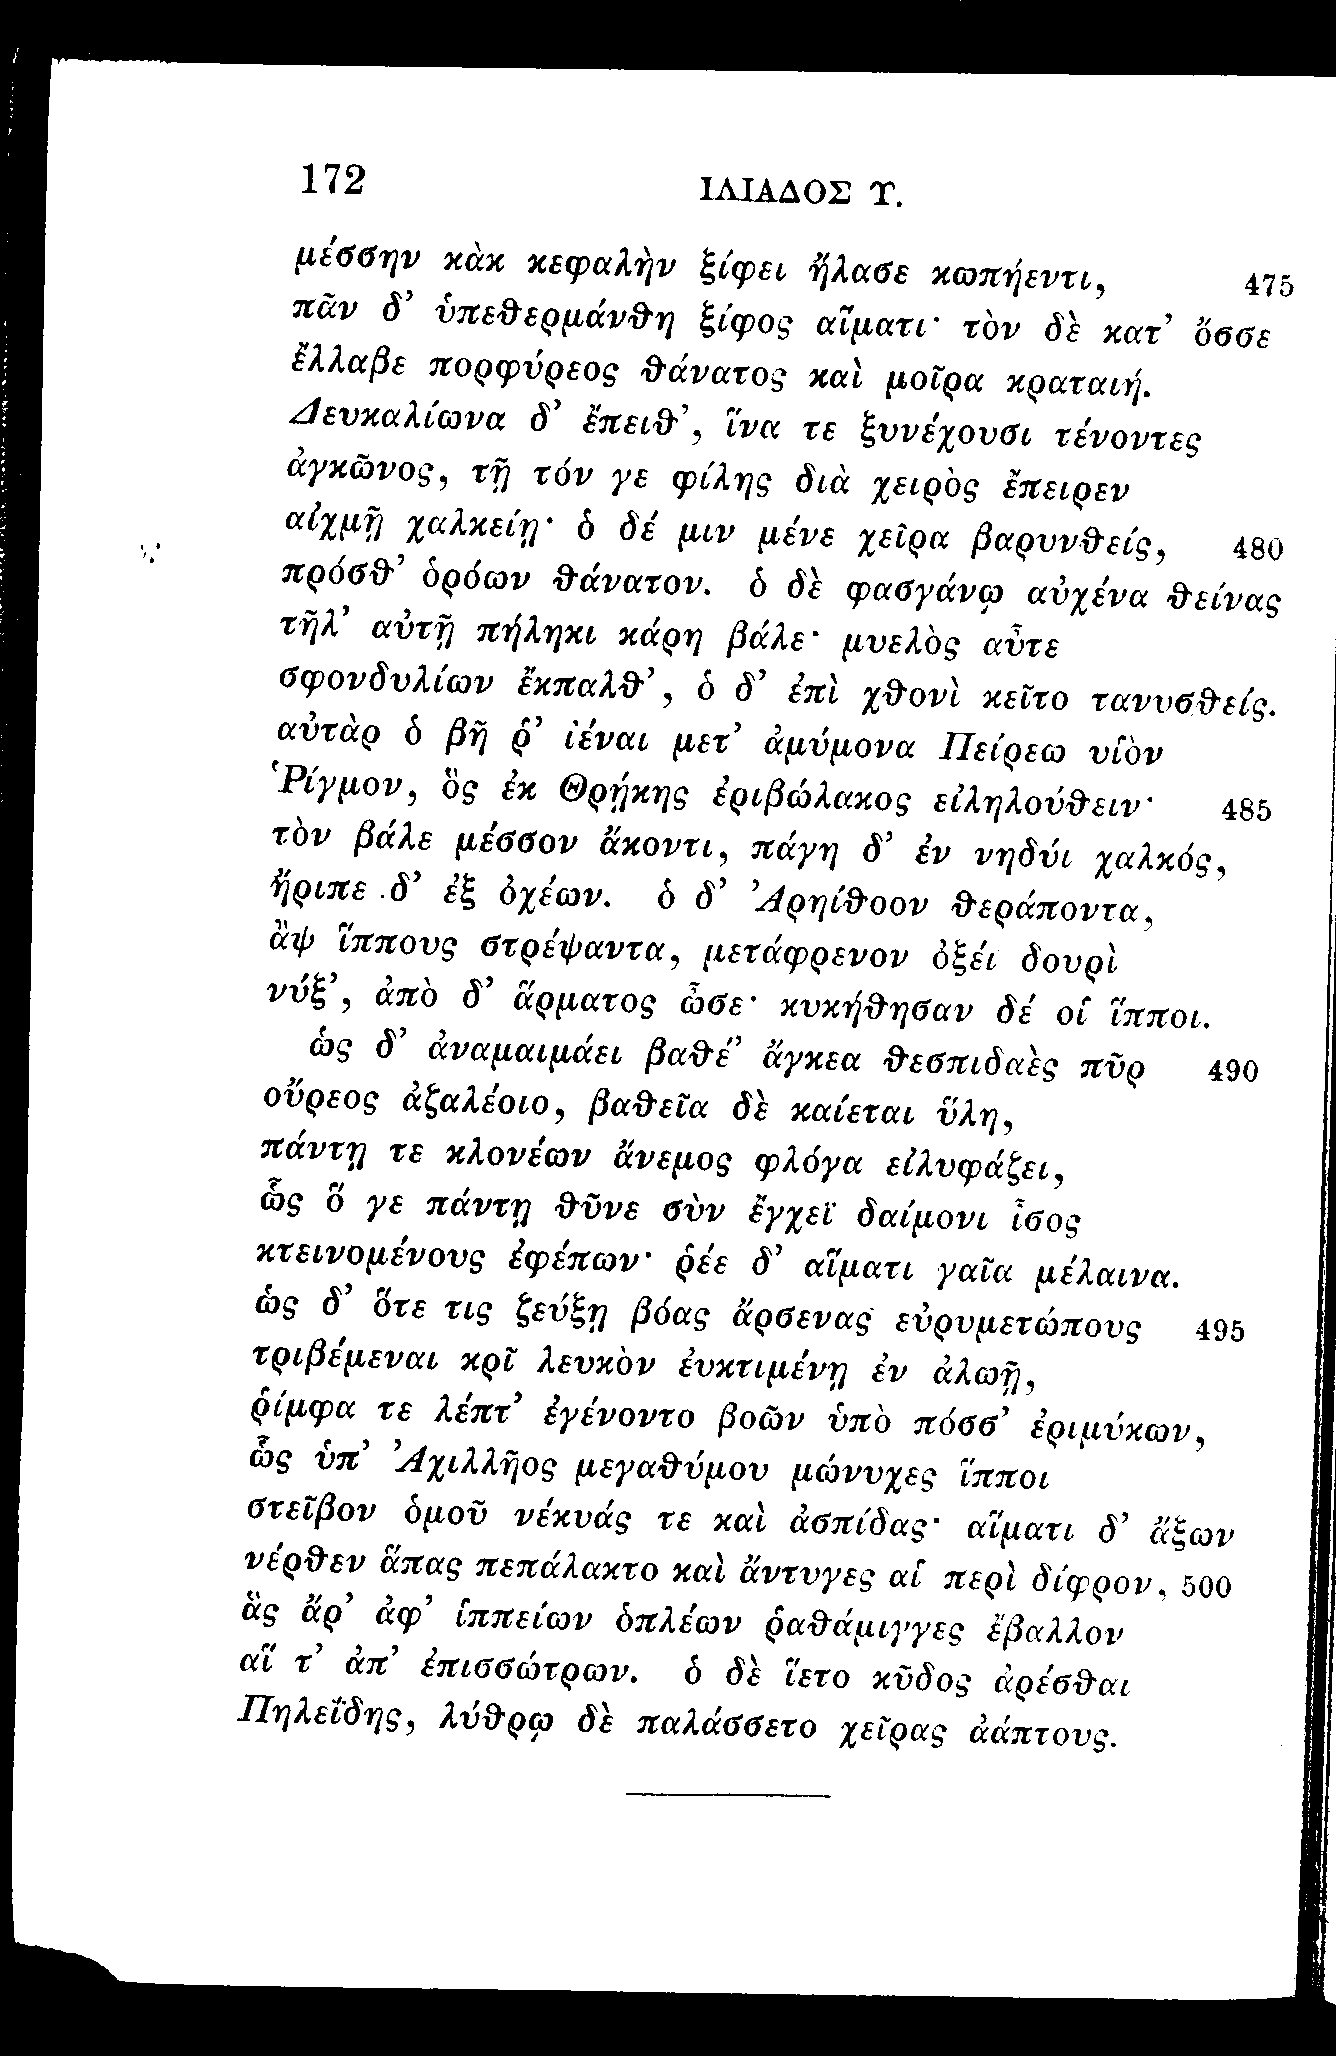 172 ΙΛΙΑΔΟΣ Υ.
μέσσην κὰκ κεφαλὴν ξίφει ἤλασε κωπήεντι, 475
πᾶν δ’ ὑπεθερμάνθη ξίφος αἵματι· τὸν δὲ κατ’ ὄσσε
ἔλλαβε πορφύρεος θάνατος καὶ μοῖρα κραταιή.
Δευκαλίωνα δ’ ἔπειθ’, ἵνα τε ξυνέχουσι τένοντες
ἀγκῶνος, τῇ τόν γε φίλης διὰ χειρὸς ἔπειρεν
αἰχμῇ χαλκείῃ· ὁ δέ μιν μένε χεῖρα βαρυνθείς, 480
πρόσθ’ ὁρόων θάνατον. ὁ δὲ φασγάνῳ αὐχένα θείνας
τῆλ’ αὐτῇ πήληκι κάρη βάλε· μυελὸς αὖτε
σφονδυλίων ἔκπαλθ’, ὁ δ’ ἐπὶ χθονὶ κεῖτο τανυσθείς.
αὐτὰρ ὁ βῆ ῥ’ ἰέναι μετ’ ἀμύμονα Πείρεω υἱὸν
Ῥίγμον, ὃς ἐκ Θρῄκης ἐριβώλακος εἰληλούθειν· 485
τὸν βάλε μέσσον ἄκοντι, πάγη δ’ ἐν νηδύι χαλκός,
ἤριπε δ’ ἐξ ὀχέων. ὁ δ’ Ἀρηίθοον θεράποντα,
ἂψ ἵππους στρέψαντα, μετάφρενον ὀξέι δουρὶ
νύξ’, ἀπὸ δ’ ἅρματος ὦσε· κυκήθησαν δέ οἱ ἵπποι.
ὡς δ’ ἀναμαιμάει βαθέ’ ἄγκεα θεσπιδαὲς πῦρ 490
οὔρεος ἀζαλέοιο, βαθεῖα δὲ καίεται ὕλη,
πάντῃ τε κλονέων ἄνεμος φλόγα εἰλυφάζει,
ὣς ὅ γε πάντῃ θῦνε σὺν ἔγχεϊ δαίμονι ἶσος
κτεινομένους ἐφέπων· ῥέε δ’ αἵματι γαῖα μέλαινα.
ὡς δ’ ὅτε τις ζεύξῃ βόας ἄρσενας εὐρυμετώπους 495
τριβέμεναι κρῖ λευκὸν ἐυκτιμένῃ ἐν ἀλωῇ,
ῥίμφα τε λέπτ’ ἐγένοντο βοῶν ὑπὸ πόσσ’ ἐριμύκων,
ὣς ὑπ’ Ἀχιλλῆος μεγαθύμου μώνυχες ἵπποι
στεῖβον ὁμοῦ νέκυάς τε καὶ ἀσπίδας· αἵματι δ’ ἄξων
νέρθεν ἅπας πεπάλακτο καὶ ἄντυγες αἳ περὶ δίφρον, 500
ἃς ἄρ’ ἀφ’ ἱππείων ὁπλέων ῥαθάμιγγες ἔβαλλον
αἵ τ’ ἀπ’ ἐπισσώτρων. ὁ δὲ ἵετο κῦδος ἀρέσθαι
Πηλεΐδης, λύθρῳ δὲ παλάσσετο χεῖρας ἀάπτους.